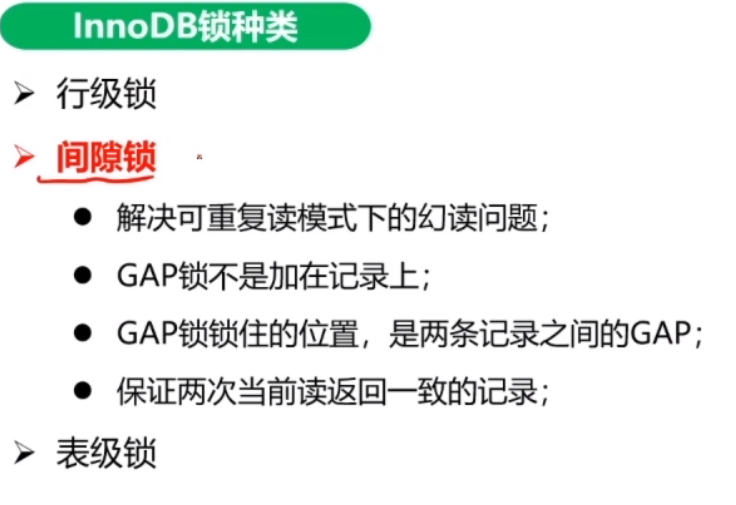 InnoDB锁种类
行级锁
间隙锁
解决可重复读模式下的幻读问题；
GAP锁不是加在记录上；
GAP锁锁住的位置，是两条记录之间的GAP；
保证两次当前读返回一致的记录；
表级锁